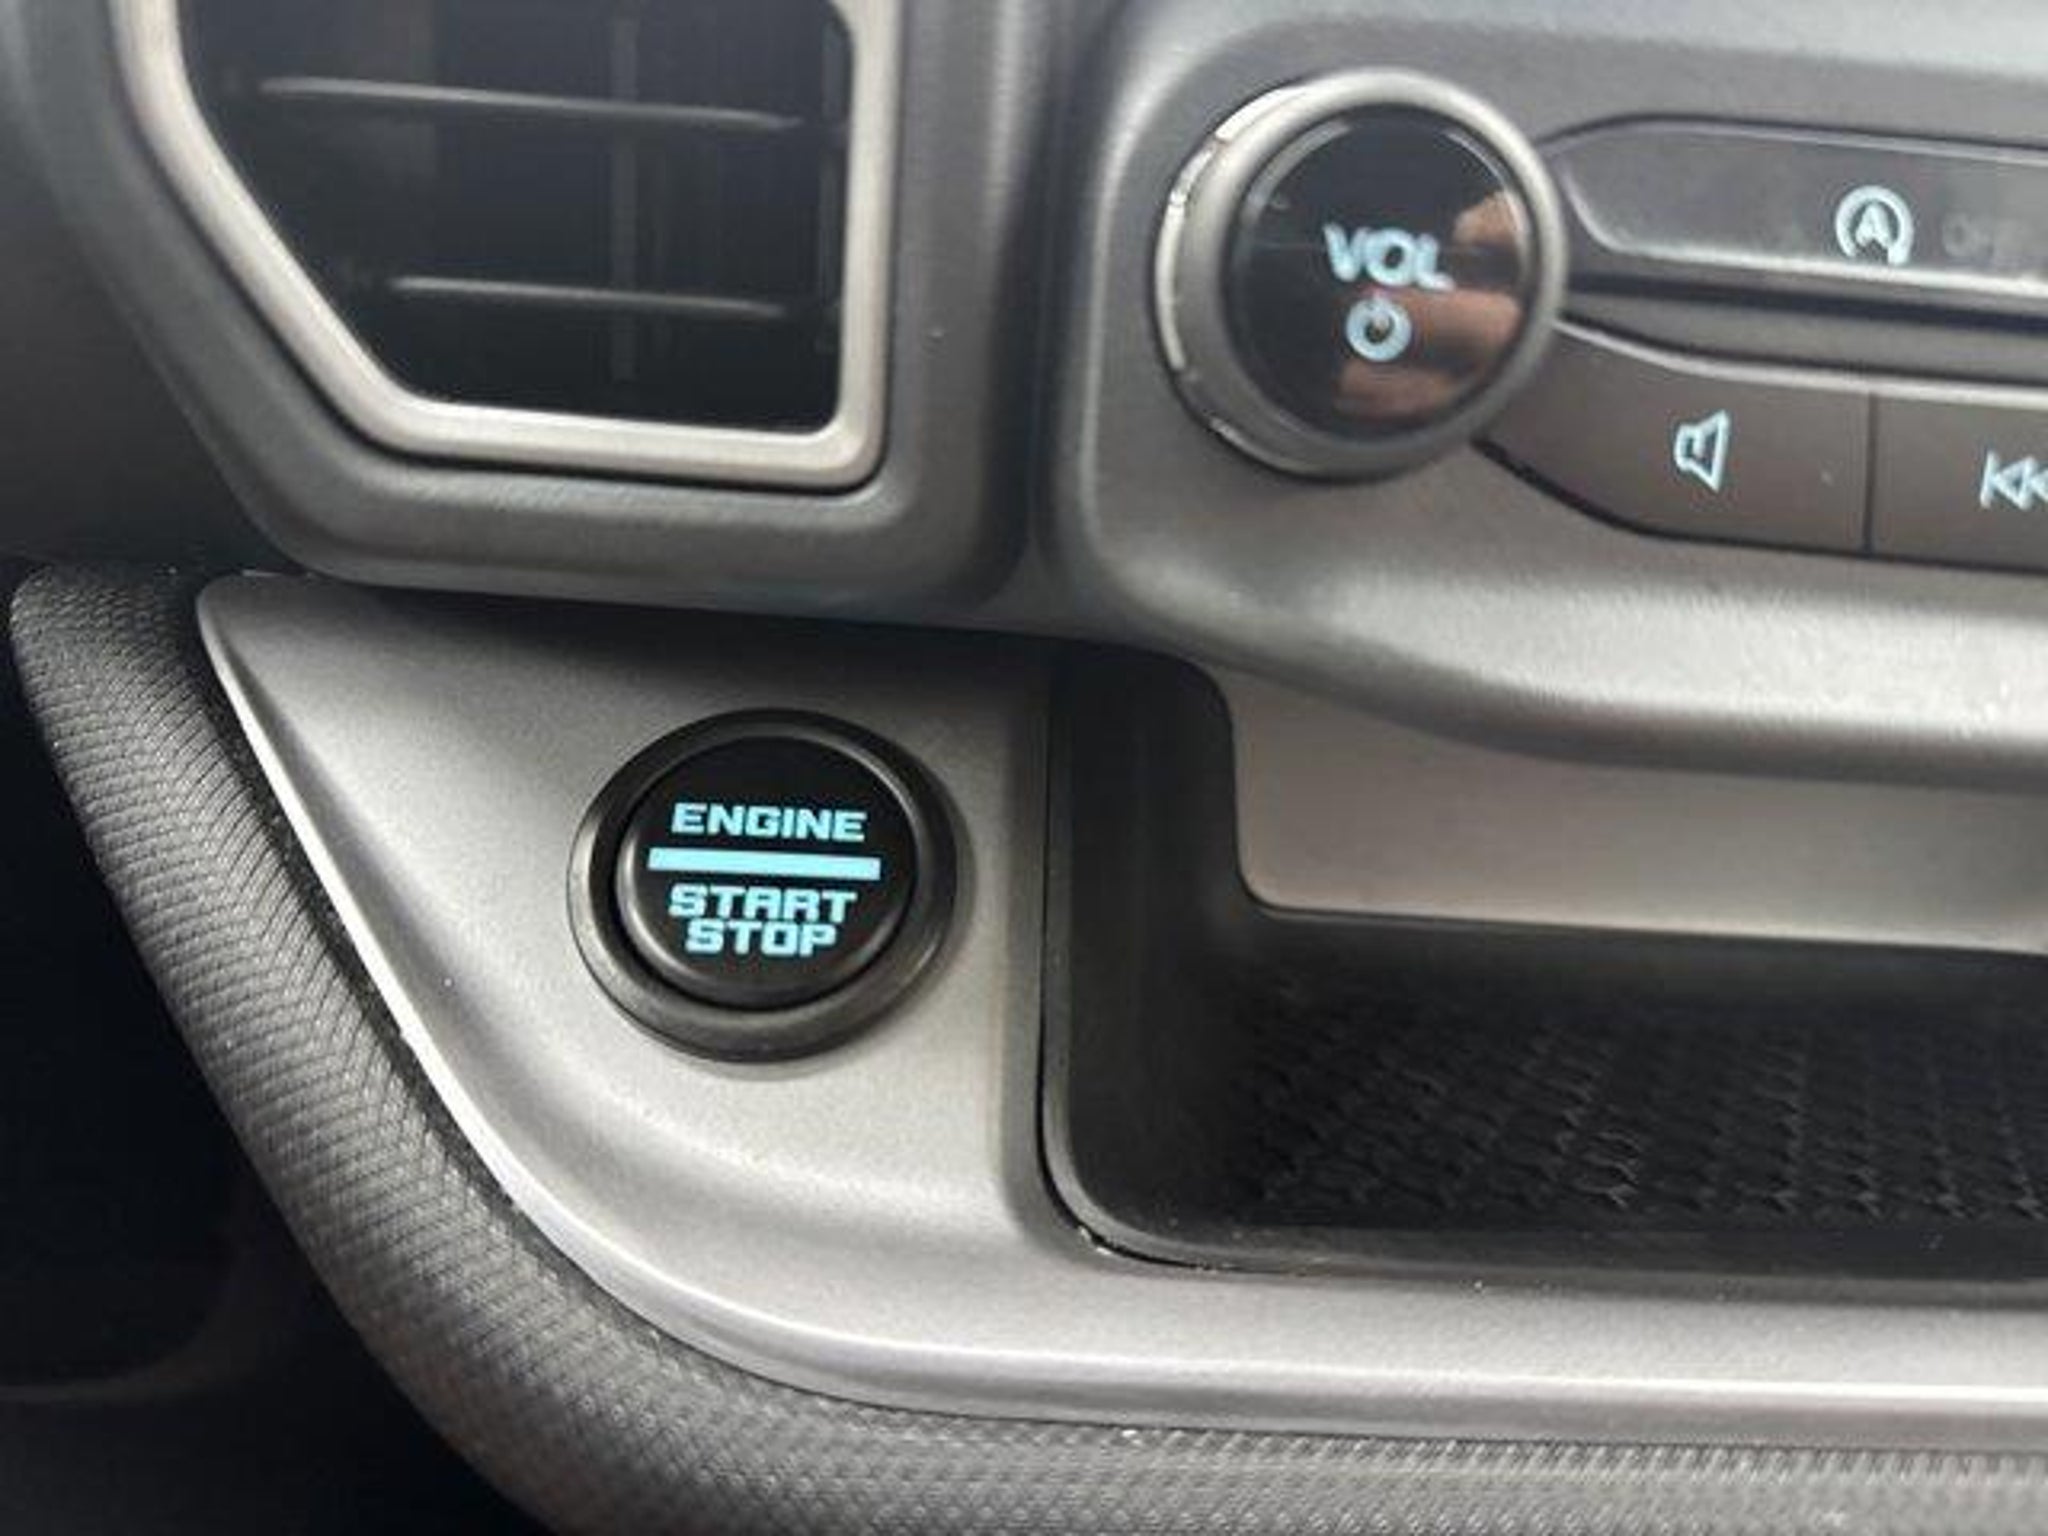 VOL
A
ENGINE
START
STOP